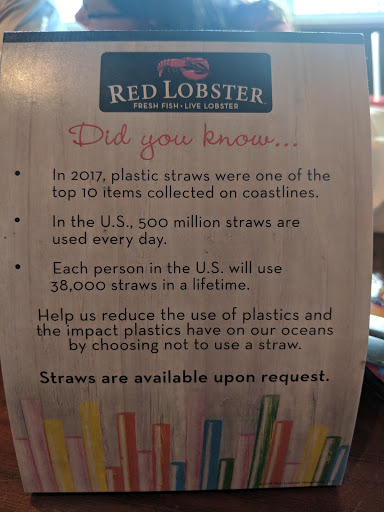 RED LOBSTER
FRESH FISH • LIVE LOBSTER
Did you know...
• In 2017, plastic straws were one of the
top 10 items collected on coastlines.
• In the U.S., 500 million straws are
used every day.
• Each person in the U.S. will use
38,000 straws in a lifetime.
Help us reduce the use of plastics and
the impact plastics have on our oceans
by choosing not to use a straw.
Straws are available upon request.